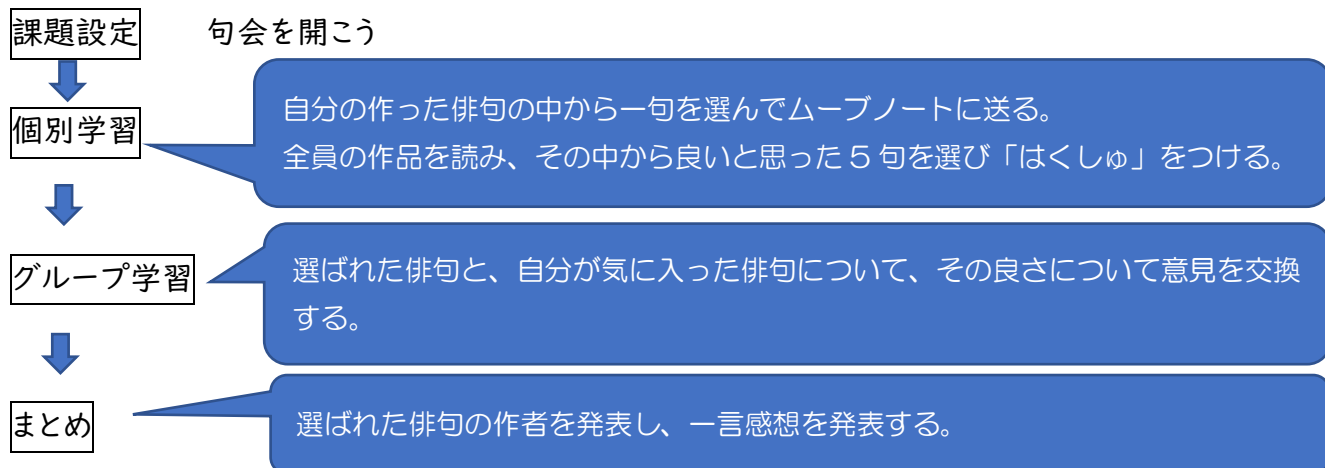 課題設定 句会を開こう
個別学習
自分の作った俳句の中から一句を選んでムーブノートに送る。
全員の作品を読み、その中から良いと思った5句を選び「はくしゅ」をつける。
グループ学習
選ばれた俳句と、自分が気に入った俳句について、その良さについて意見を交換
する。
まとめ
選ばれた俳句の作者を発表し、一言感想を発表する。